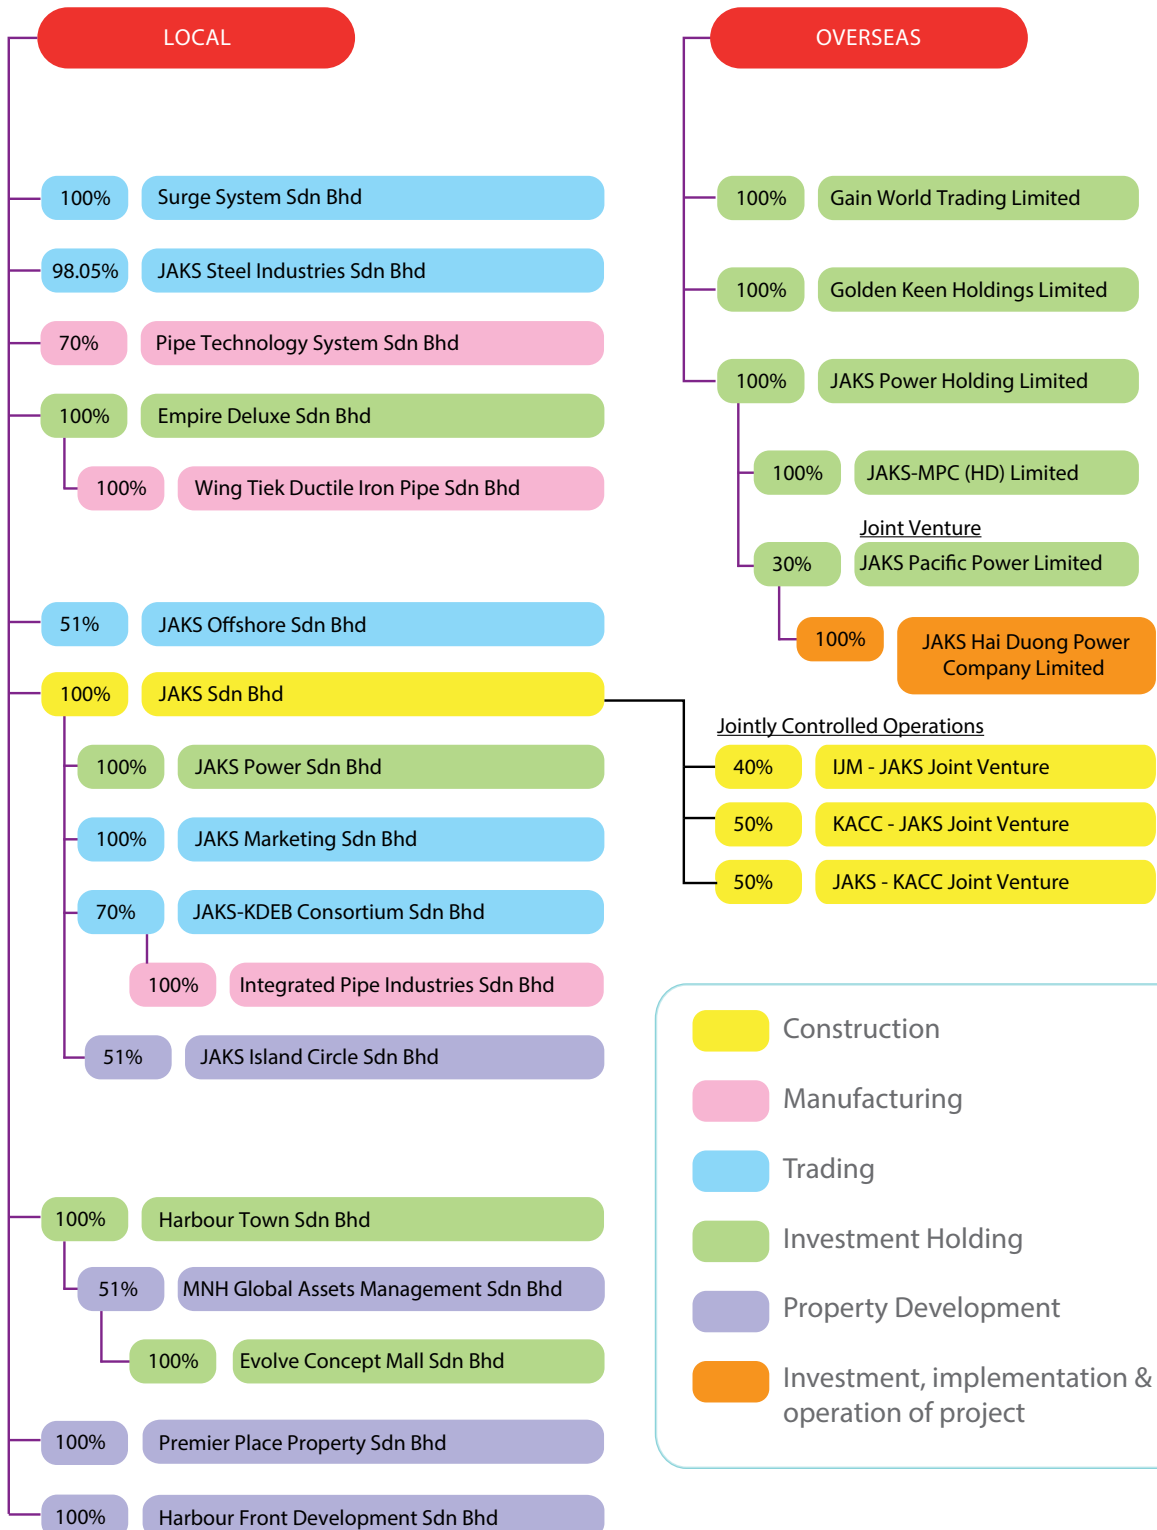 LOCAL
100% Surge System Sdn Bhd
98.05% JAKS Steel Industries Sdn Bhd
70% Pipe Technology System Sdn Bhd
100% Empire Deluxe Sdn Bhd
100% Wing Tiek Ductile Iron Pipe Sdn Bhd
51% JAKS Offshore Sdn Bhd
100% JAKS Sdn Bhd
100% JAKS Power Sdn Bhd
100% JAKS Marketing Sdn Bhd
70% JAKS-KDEB Consortium Sdn Bhd
100% Integrated Pipe Industries Sdn Bhd
51% JAKS Island Circle Sdn Bhd
100% Harbour Town Sdn Bhd
51% MNH Global Assets Management Sdn Bhd
100% Evolve Concept Mall Sdn Bhd
100% Premier Place Property Sdn Bhd
100% Harbour Front Development Sdn Bhd
OVERSEAS
100% Gain World Trading Limited
100% Golden Keen Holdings Limited
100% JAKS Power Holding Limited
100% JAKS-MPC (HD) Limited
Joint Venture
30% JAKS Pacific Power Limited
100% JAKS Hai Duong Power
Company Limited
Jointly Controlled Operations
40% IJM - JAKS Joint Venture
50% KACC - JAKS Joint Venture
50% JAKS - KACC Joint Venture
Construction
Manufacturing
Trading
Investment Holding
Property Development
Investment, implementation &
operation of project